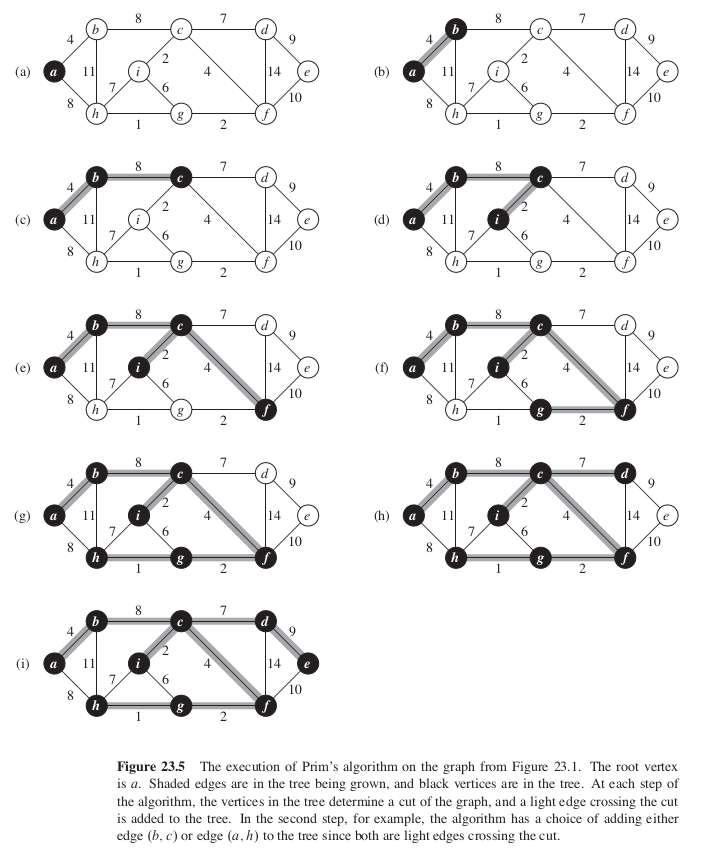 8 7
b c d
4 9
2
(a) a 11 i 4 14 e
7 6
8 10
h g f
1 2
8 7
b c d
4 9
2
(b) a 11 i 4 14 e
7 6
8 10
h g f
1 2
8 7
b c d
4 9
2
(c) a 11 i 4 14 e
7 6
8 10
h g f
1 2
8 7
b c d
4 9
2
(d) a 11 i 4 14 e
7 6
8 10
h g f
1 2
8 7
b c d
4 9
2
(e) a 11 i 4 14 e
7 6
8 10
h g f
1 2
8 7
b c d
4 9
2
(f) a 11 i 4 14 e
7 6
8 10
h g f
1 2
8 7
b c d
4 9
2
(g) a 11 i 4 14 e
7 6
8 10
h g f
1 2
8 7
b c d
4 9
2
(h) a 11 i 4 14 e
7 6
8 10
h g f
1 2
8 7
b c d
4 9
2
(i) a 11 i 4 14 e
7 6
8 10
h g f
1 2
Figure 23.5 The execution of Prim's algorithm on the graph from Figure 23.1. The root vertex
is a. Shaded edges are in the tree being grown, and black vertices are in the tree. At each step of
the algorithm, the vertices in the tree determine a cut of the graph, and a light edge crossing the cut
is added to the tree. In the second step, for example, the algorithm has a choice of adding either
edge (b, c) or edge (a, h) to the tree since both are light edges crossing the cut.